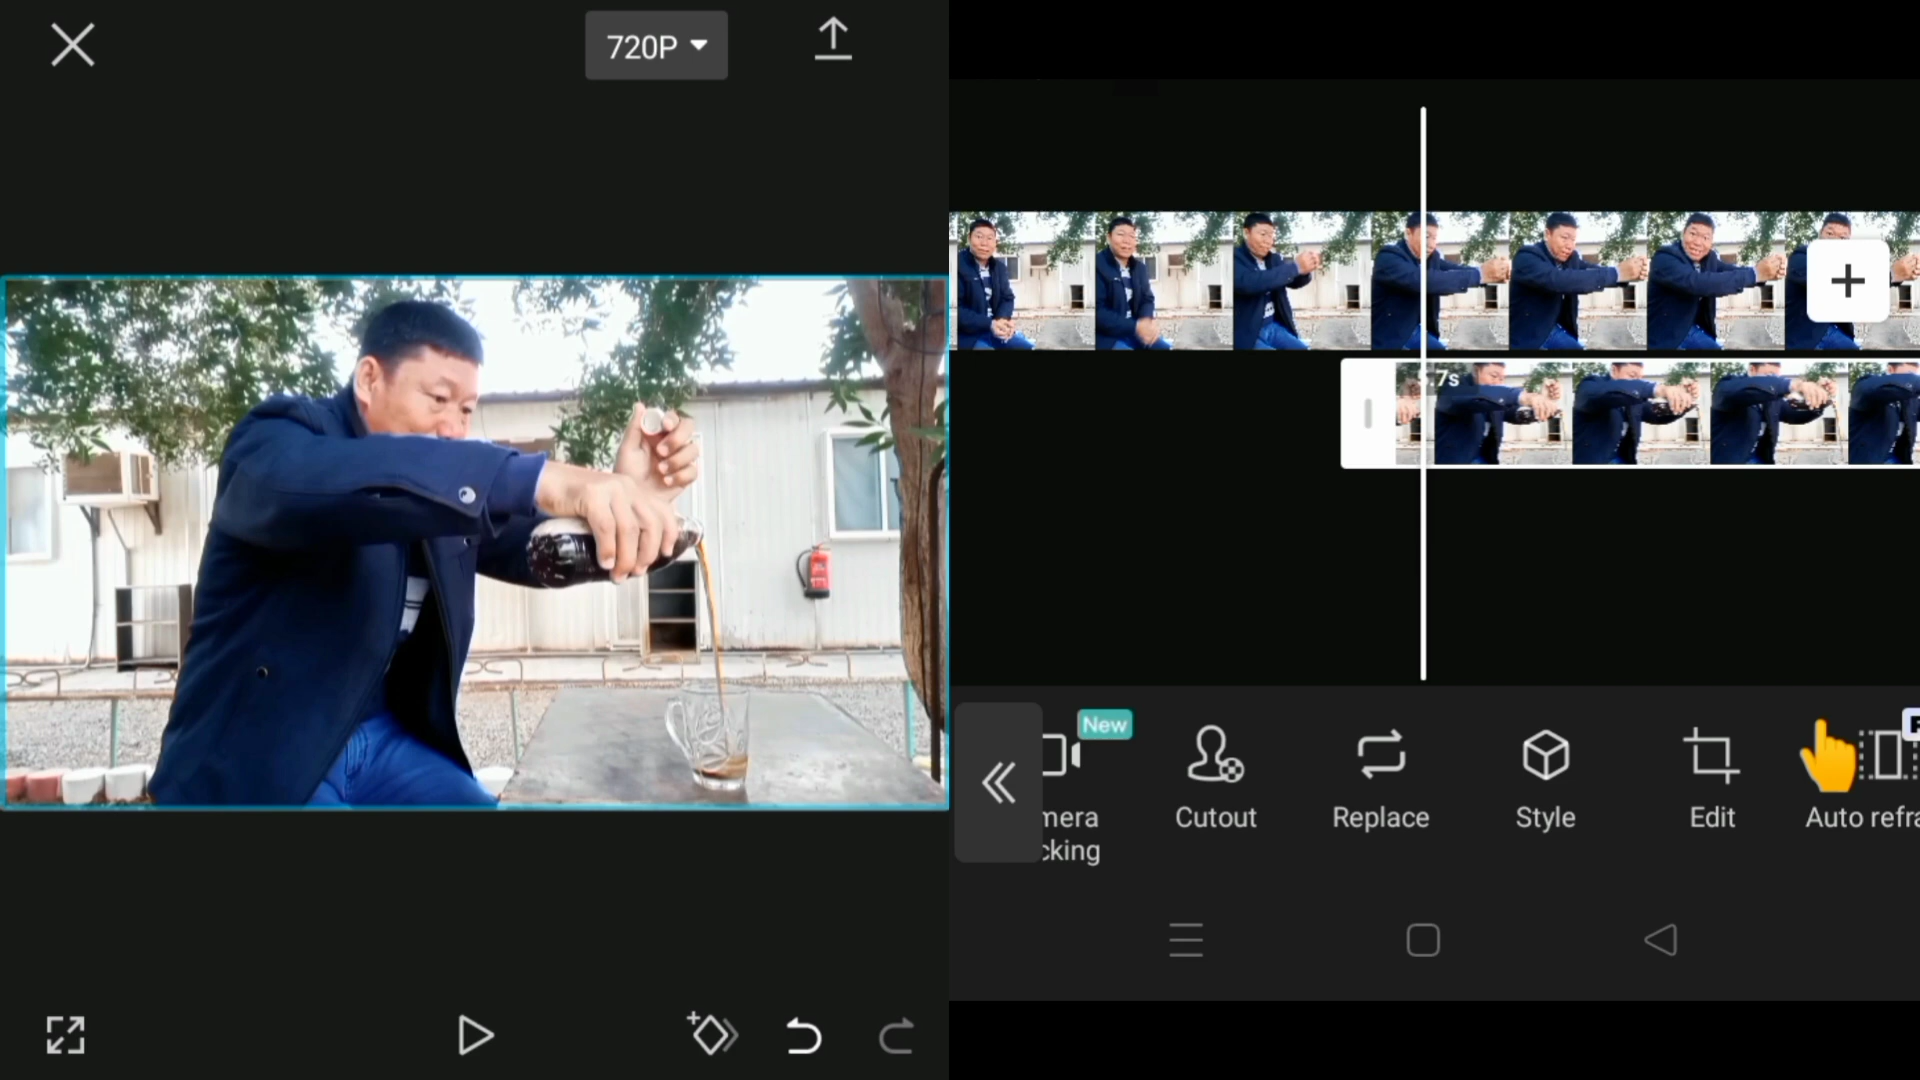 720P
.7s
New
mera
cking
Cutout
Replace
Style
Edit
Auto refra